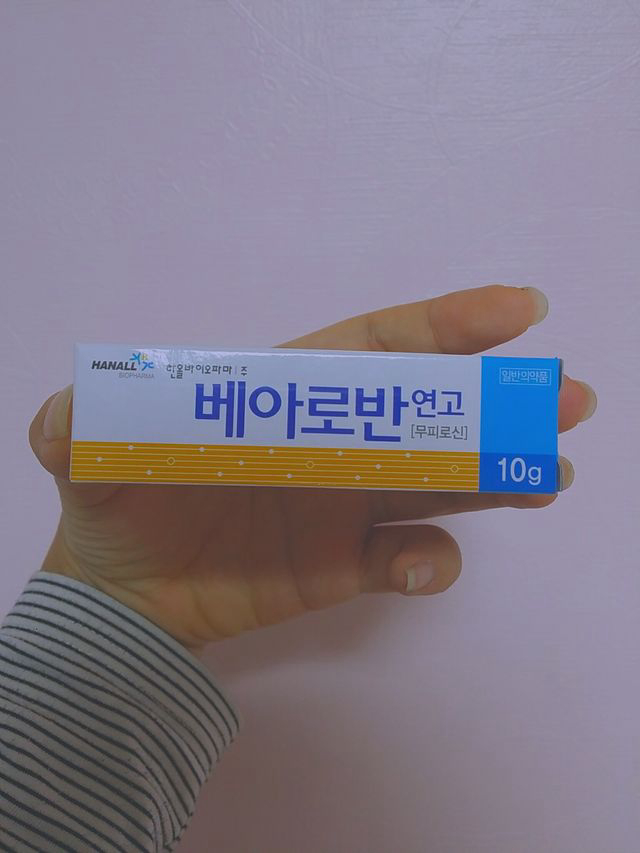 HANALL
BIOPHARMA
한올바이오파마|주
일반의약품
베아로반연고
[무피로신]
10g